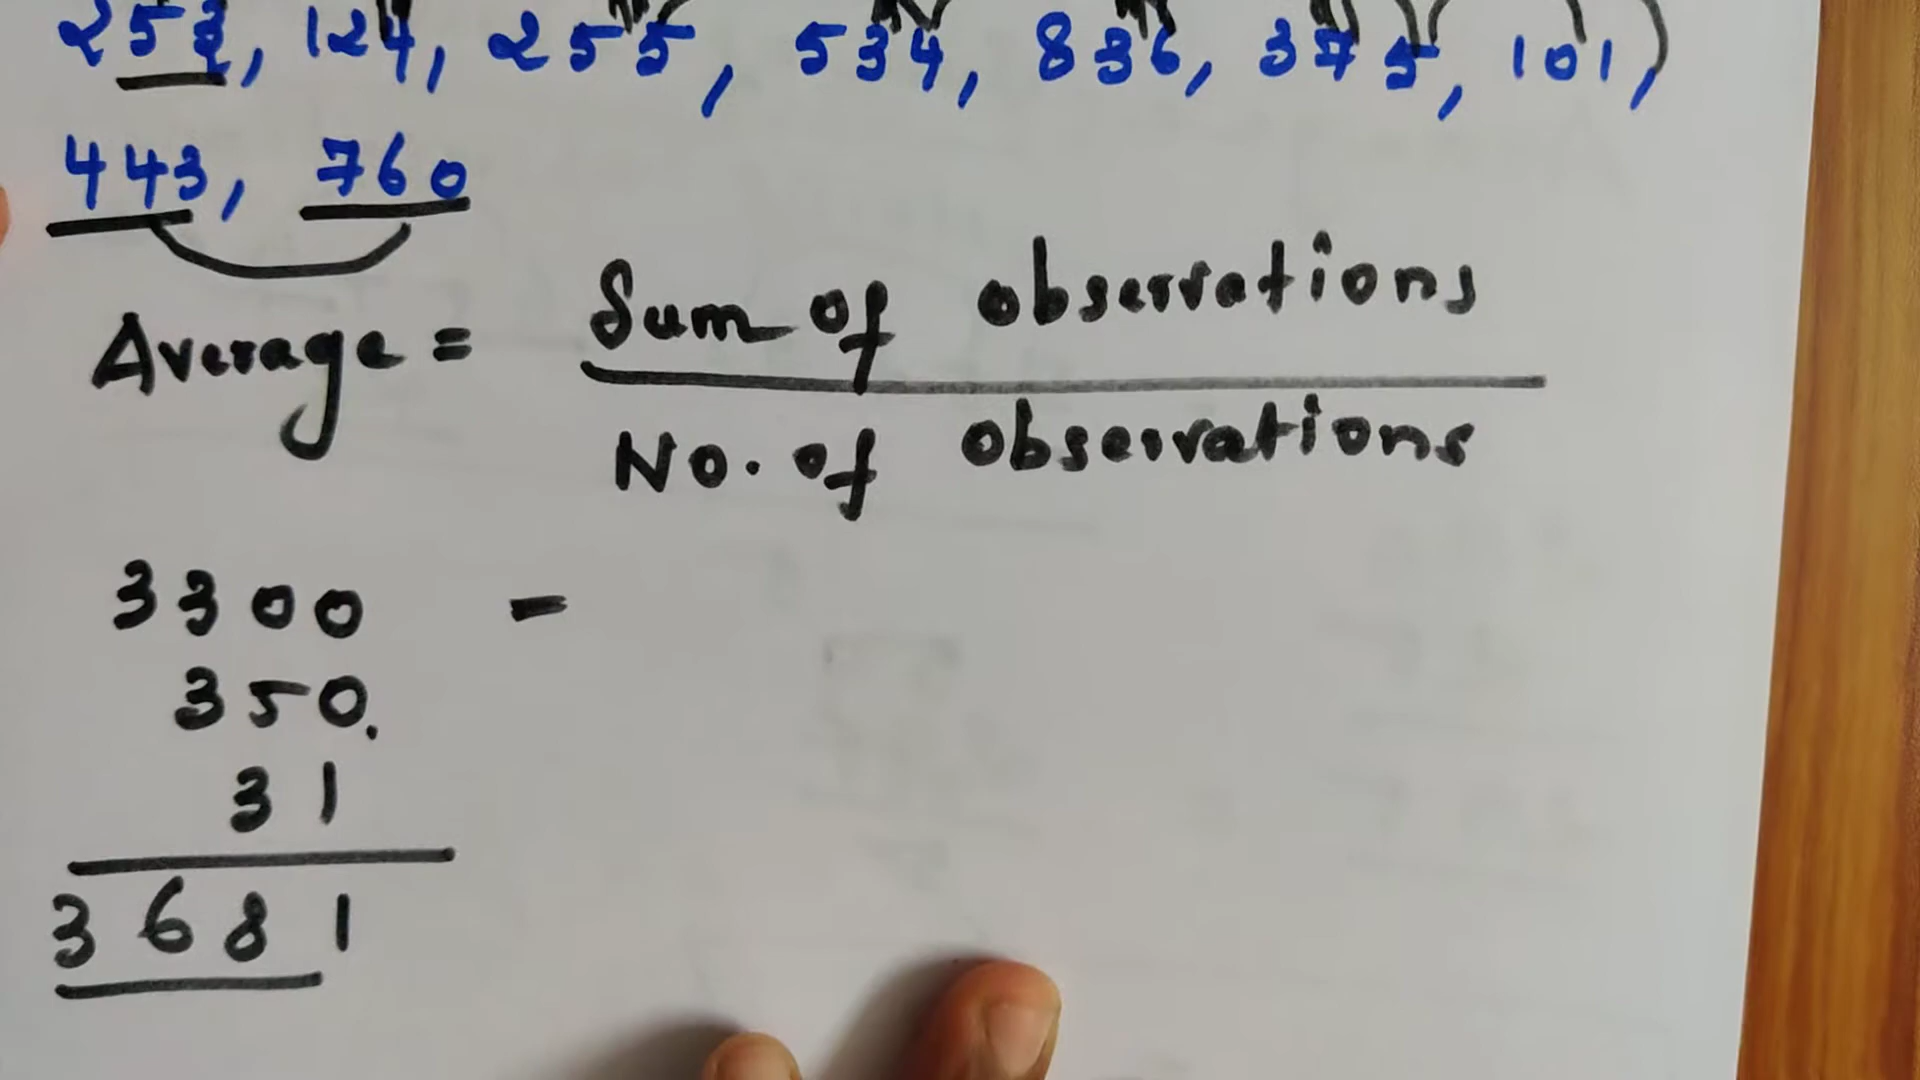 253, 124, 255, 534, 836, 375, 101,
443, 760
Average = Sum of observations
No. of observations
3300 -
350.
31
3681